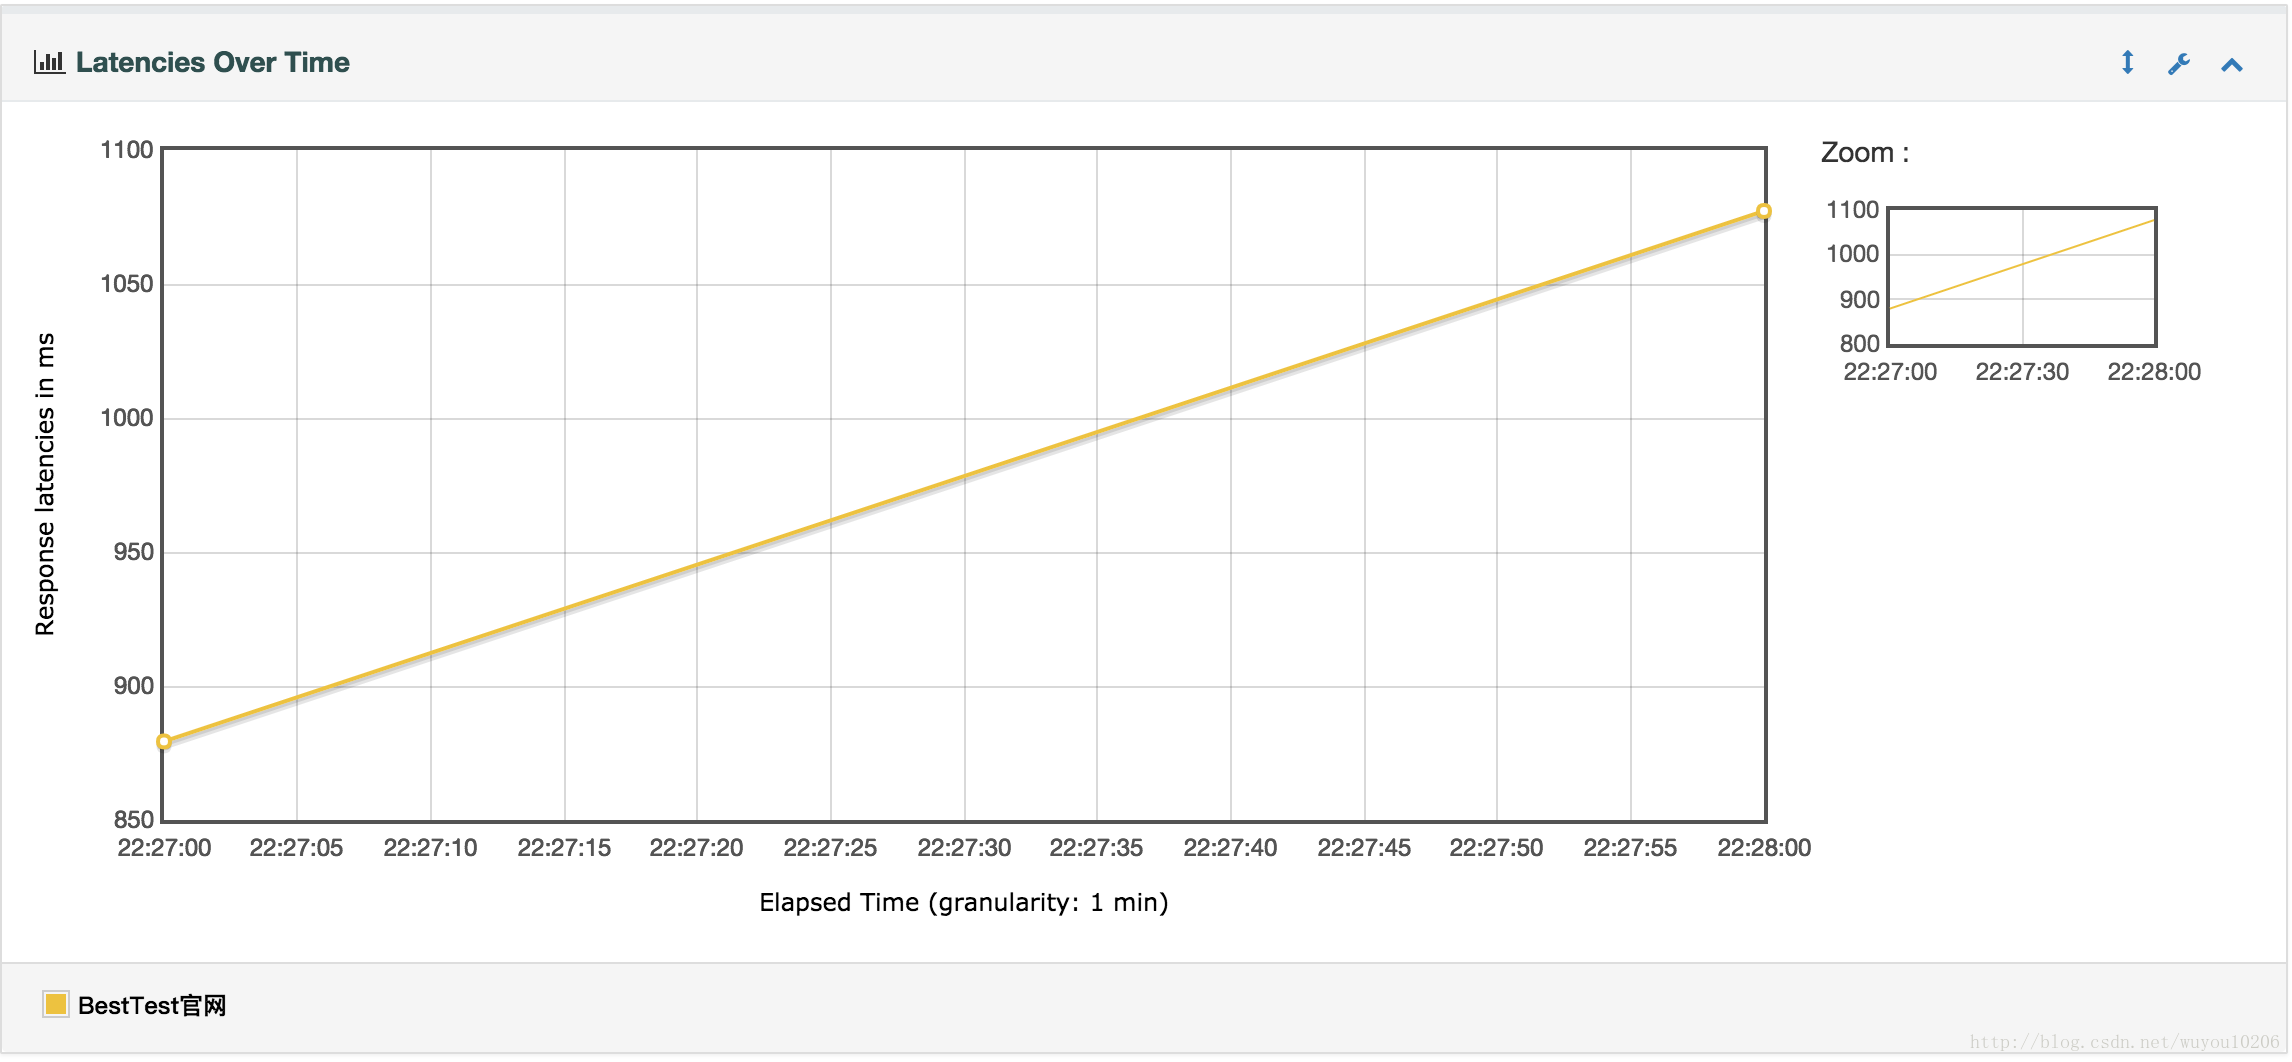 Latencies Over Time
1100
1050
1000
950
900
850
Response latencies in ms
22:27:00 22:27:05 22:27:10 22:27:15 22:27:20 22:27:25 22:27:30 22:27:35 22:27:40 22:27:45 22:27:50 22:27:55 22:28:00
Elapsed Time (granularity: 1 min)
Zoom :
1100
1000
900
800
22:27:00 22:27:30 22:28:00
BestTest官网
http://blog.csdn.net/wuyou10206